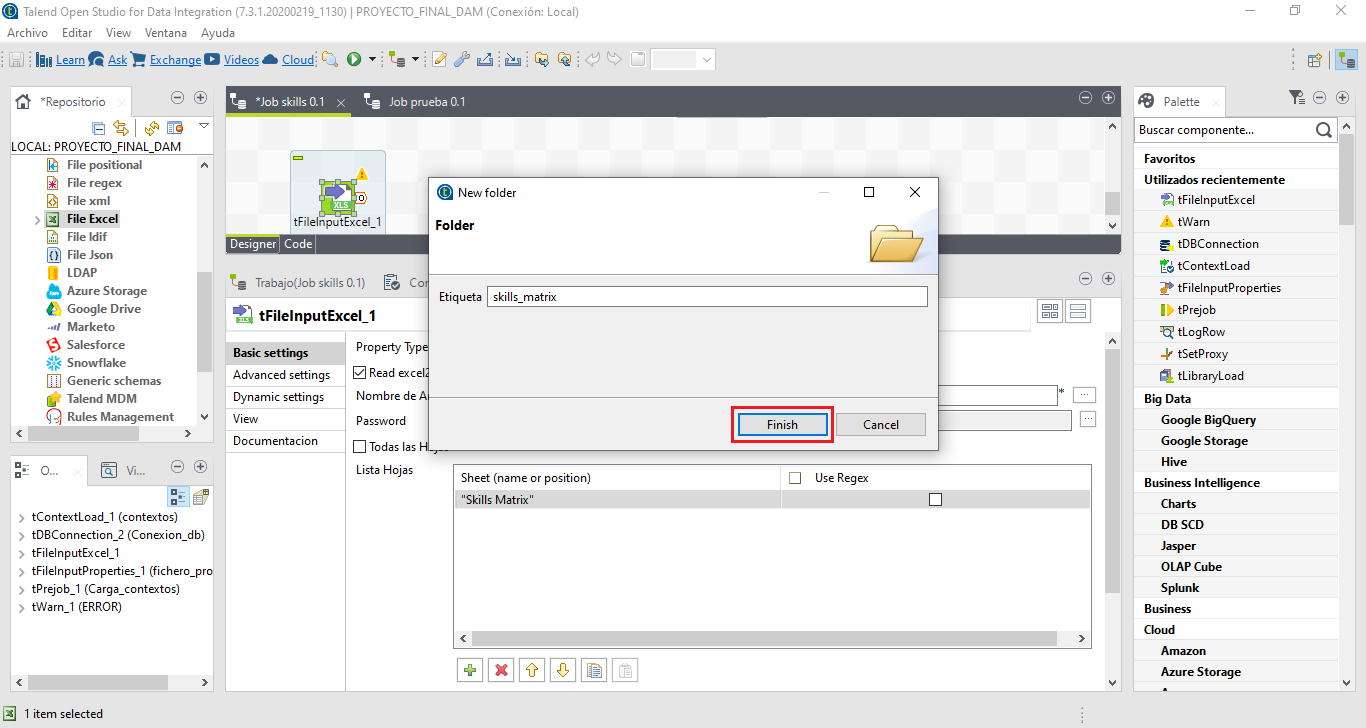 Talend Open Studio for Data Integration (7.3.1.20200219_1130) | PROYECTO_FINAL_DAM (Conexión: Local)
Archivo Editar View Ventana Ayuda
Learn Ask Exchange Videos Cloud
*Repositorio
LOCAL: PROYECTO_FINAL_DAM
File positional
File regex
File xml
File Excel
File ldif
File Json
LDAP
Azure Storage
Google Drive
Marketo
Salesforce
Snowflake
Generic schemas
Talend MDM
Rules Management
O...
Vi...
tContextLoad_1 (contextos)
tDBConnection_2 (Conexion_db)
tFileInputExcel_1
tFileInputProperties_1 (fichero_pro
tPrejob_1 (Carga_contextos)
tWarn_1 (ERROR)
*Job skills 0.1
Job prueba 0.1
XLS
tFileInputExcel_1
Designer Code
Trabajo(Job skills 0.1)
Cor
tFileInputExcel_1
Basic settings
Advanced settings
Dynamic settings
View
Documentacion
Property Type
Read excel2
Nombre de A
*
Password
Todas las Hojas
Lista Hojas
Sheet (name or position)
Use Regex
"Skills Matrix"
New folder
Folder
Etiqueta
skills_matrix
Finish
Cancel
Palette
Buscar componente...
Favoritos
Utilizados recientemente
tFileInputExcel
tWarn
tDBConnection
tContextLoad
tFileInputProperties
tPrejob
tLogRow
tSetProxy
tLibraryLoad
Big Data
Google BigQuery
Google Storage
Hive
Business Intelligence
Charts
DB SCD
Jasper
OLAP Cube
Splunk
Business
Cloud
Amazon
Azure Storage
1 item selected